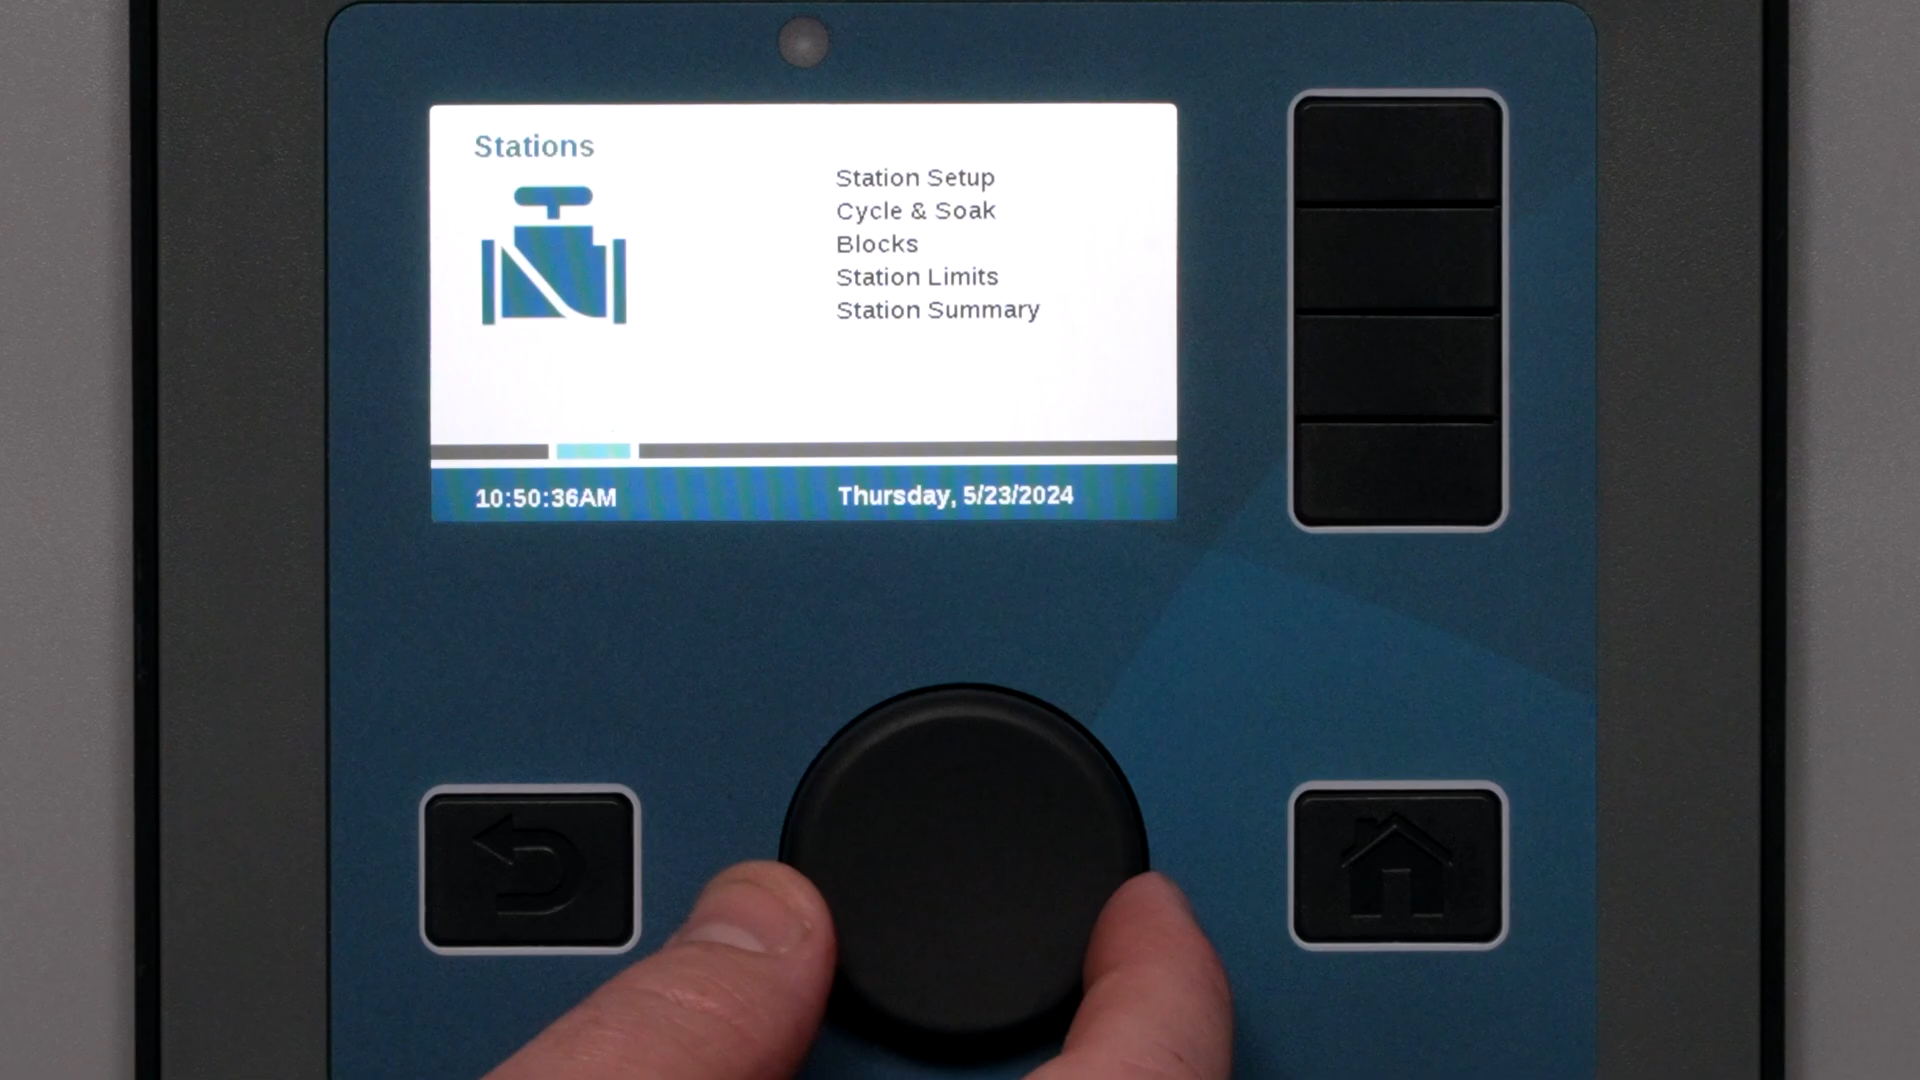 Stations
Station Setup
Cycle & Soak
Blocks
Station Limits
Station Summary
10:50:36AM
Thursday, 5/23/2024